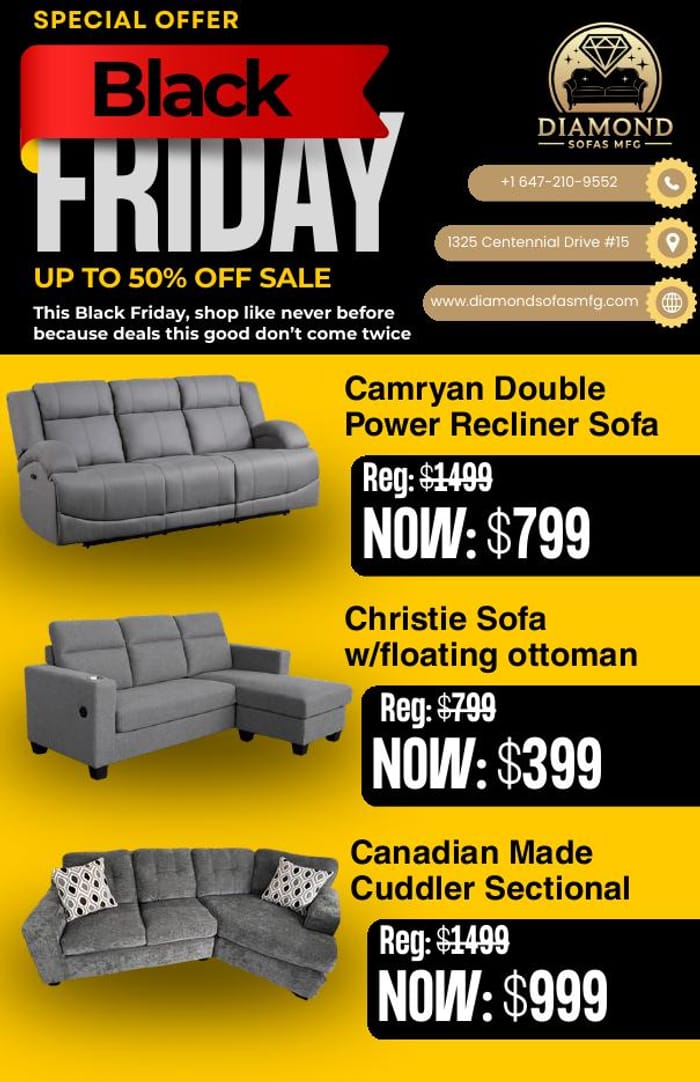 SPECIAL OFFER
Black
FRIDAY
UP TO 50% OFF SALE
This Black Friday, shop like never before
because deals this good don't come twice
DIAMOND
SOFAS MFG
+1 647-210-9552
1325 Centennial Drive #15
www.diamondsofasmfg.com
Camryan Double
Power Recliner Sofa
Reg: $1499
NOW: $799
Christie Sofa
w/floating ottoman
Reg: $799
NOW: $399
Canadian Made
Cuddler Sectional
Reg: $1499
NOW: $999